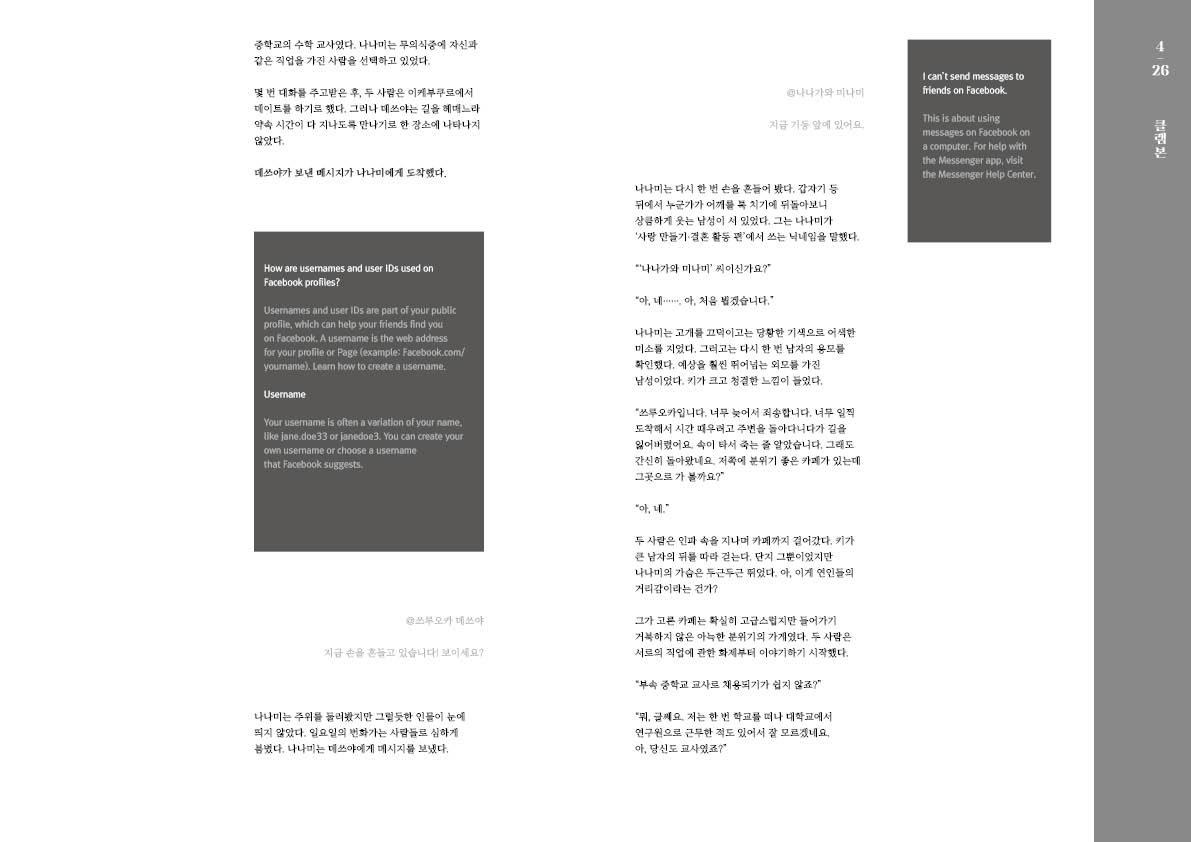 중학교의 수학 교사였다. 나나미는 무의식중에 자신과
같은 직업을 가진 사람을 선택하고 있었다.
몇 번 대화를 주고받은 후, 두 사람은 이케부쿠로에서
데이트를 하기로 했다. 그러나 데쓰야는 길을 헤매느라
약속 시간이 다 지나도록 만나기로 한 장소에 나타나지
않았다.
데쓰야가 보낸 메시지가 나나미에게 도착했다.
How are usernames and user IDs used on
Facebook profiles?
Usernames and user IDs are part of your public
profile, which can help your friends find you
on Facebook. A username is the web address
for your profile or Page (example: Facebook.com/
yourname). Learn how to create a username.
Username
Your username is often a variation of your name,
like jane.doe33 or janedoe3. You can create your
own username or choose a username
that Facebook suggests.
@쓰루오카 데쓰야
지금 손을 흔들고 있습니다! 보이세요?
나나미는 주위를 둘러봤지만 그럴듯한 인물이 눈에
띄지 않았다. 일요일의 번화가는 사람들로 심하게
붐볐다. 나나미는 데쓰야에게 메시지를 보냈다.
@나나가와 미나미
지금 기둥 앞에 있어요.
나나미는 다시 한 번 손을 흔들어 봤다. 갑자기 등
뒤에서 누군가가 어깨를 툭 치기에 뒤돌아보니
상큼하게 웃는 남성이 서 있었다. 그는 나나미가
‘사랑 만들기·결혼 활동 편’에서 쓰는 닉네임을 말했다.
“‘나나가와 미나미’ 씨이신가요?”
“아, 네……. 아, 처음 뵙겠습니다.”
나나미는 고개를 끄덕이고는 당황한 기색으로 어색한
미소를 지었다. 그러고는 다시 한 번 남자의 용모를
확인했다. 예상을 훨씬 뛰어넘는 외모를 가진
남성이었다. 키가 크고 청결한 느낌이 들었다.
“쓰루오카입니다. 너무 늦어서 죄송합니다. 너무 일찍
도착해서 시간 때우려고 주변을 돌아다니다가 길을
잃어버렸어요. 속이 타서 죽는 줄 알았습니다. 그래도
간신히 돌아왔네요. 저쪽에 분위기 좋은 카페가 있는데
그곳으로 가 볼까요?”
“아, 네.”
두 사람은 인파 속을 지나며 카페까지 걸어갔다. 키가
큰 남자의 뒤를 따라 걷는다. 단지 그뿐이었지만
나나미의 가슴은 두근두근 뛰었다. 아, 이게 연인들의
거리감이라는 건가?
그가 고른 카페는 확실히 고급스럽지만 들어가기
거북하지 않은 아늑한 분위기의 가게였다. 두 사람은
서로의 직업에 관한 화제부터 이야기하기 시작했다.
“부속 중학교 교사로 채용되기가 쉽지 않죠?”
“뭐, 글쎄요. 저는 한 번 학교를 떠나 대학교에서
연구원으로 근무한 적도 있어서 잘 모르겠네요.
아, 당신도 교사였죠?”
I can’t send messages to
friends on Facebook.
This is about using
messages on Facebook on
a computer. For help with
the Messenger app, visit
the Messenger Help Center.
4
–
26
클램본